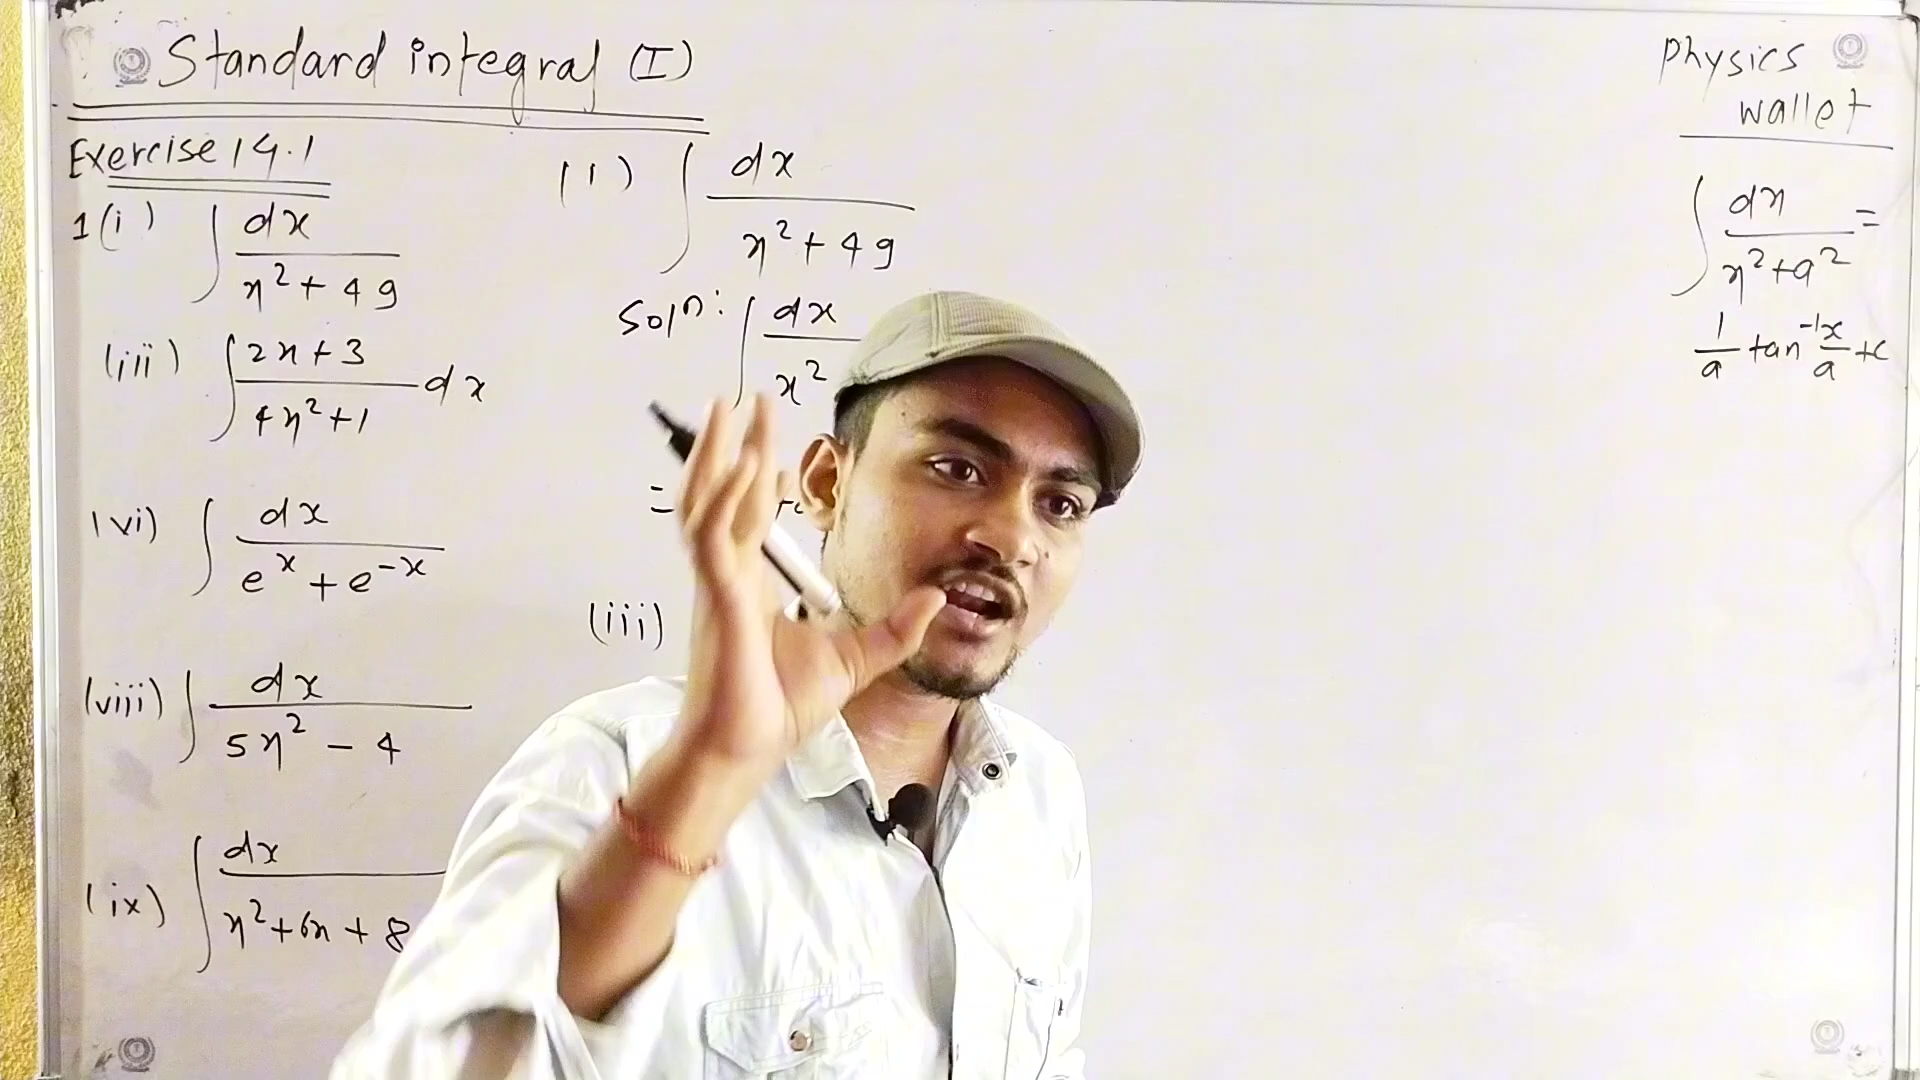 Standard integral (I)
Exercise 14.1
1(i) ∫ dx / x² + 49
(iii) ∫ 2x + 3 / 4x² + 1 dx
(vi) ∫ dx / eˣ + e⁻ˣ
(viii) ∫ dx / 5x² - 4
(ix) ∫ dx / x² + 6x + 8
(i) ∫ dx / x² + 49
Solⁿ: ∫ dx / x²
=
(iii)
Physics
wallet
∫ dx / x² + a² =
1/a tan⁻¹ x/a + c